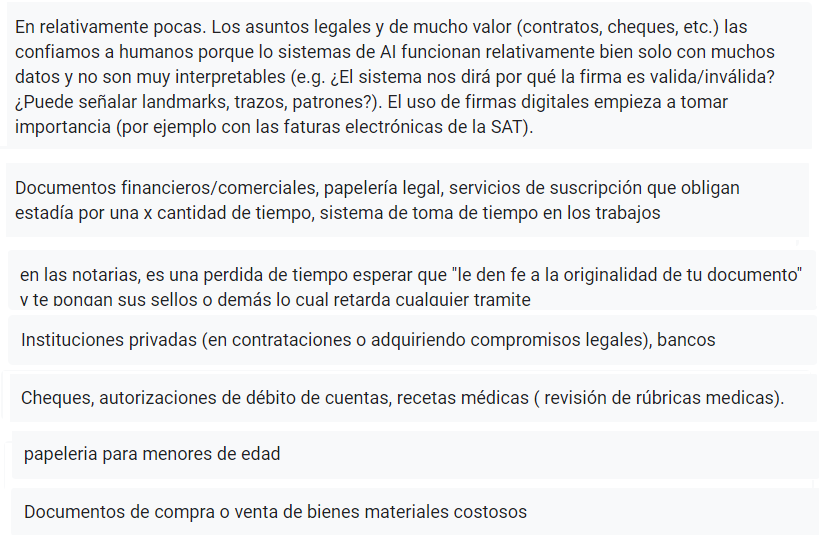 En relativamente pocas. Los asuntos legales y de mucho valor (contratos, cheques, etc.) las
confiamos a humanos porque lo sistemas de AI funcionan relativamente bien solo con muchos
datos y no son muy interpretables (e.g. ¿El sistema nos dirá por qué la firma es valida/inválida?
¿Puede señalar landmarks, trazos, patrones?). El uso de firmas digitales empieza a tomar
importancia (por ejemplo con las faturas electrónicas de la SAT).
Documentos financieros/comerciales, papelería legal, servicios de suscripción que obligan
estadía por una x cantidad de tiempo, sistema de toma de tiempo en los trabajos
en las notarias, es una perdida de tiempo esperar que "le den fe a la originalidad de tu documento"
y te pongan sus sellos o demás lo cual retarda cualquier tramite
Instituciones privadas (en contrataciones o adquiriendo compromisos legales), bancos
Cheques, autorizaciones de débito de cuentas, recetas médicas ( revisión de rúbricas medicas).
papeleria para menores de edad
Documentos de compra o venta de bienes materiales costosos